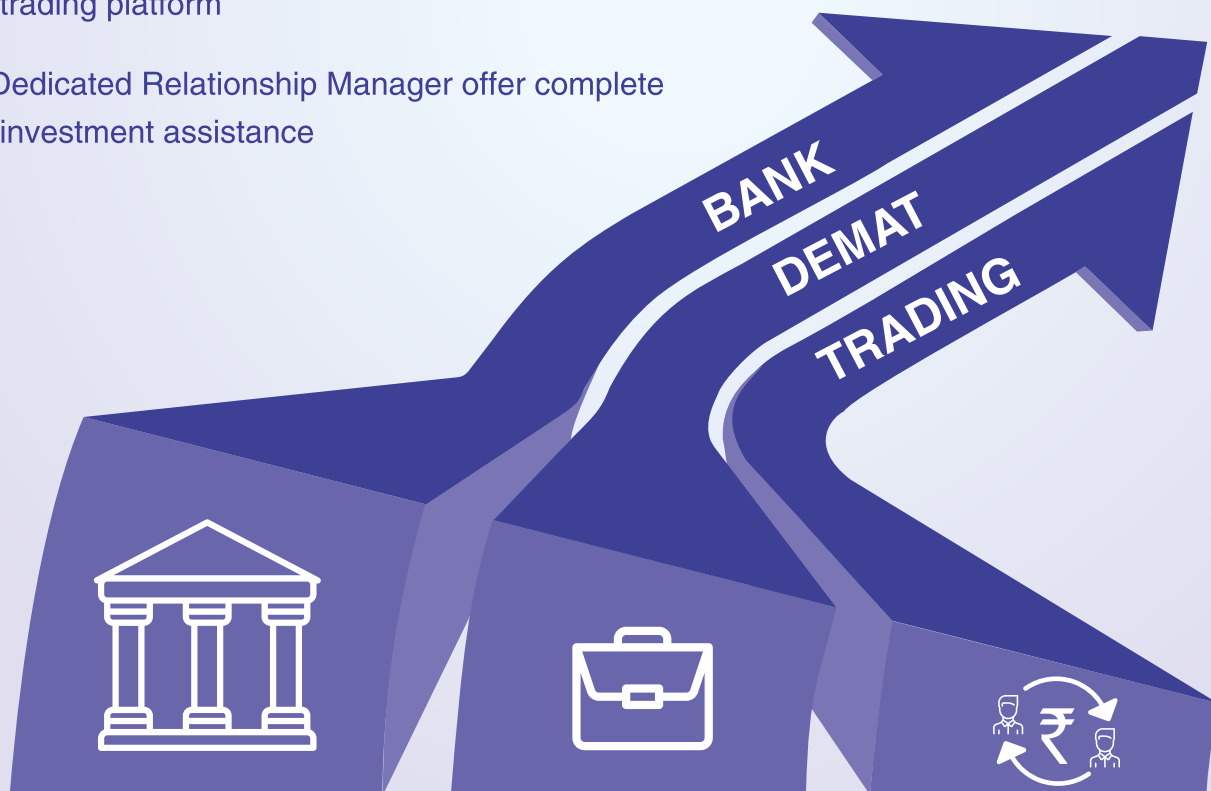 trading platform
Dedicated Relationship Manager offer complete
investment assistance
BANK
DEMAT
TRADING
₹